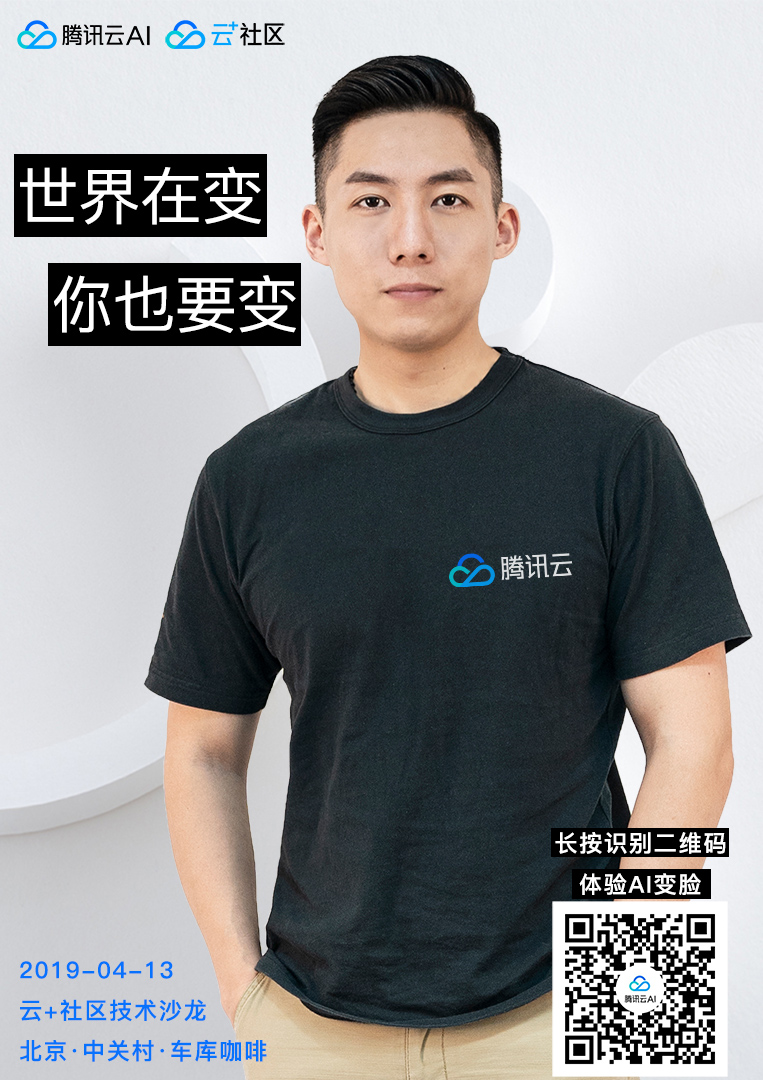 腾讯云AI 云+社区
世界在变
你也要变
腾讯云
长按识别二维码
体验AI变脸
腾讯云AI
2019-04-13
云+社区技术沙龙
北京·中关村·车库咖啡